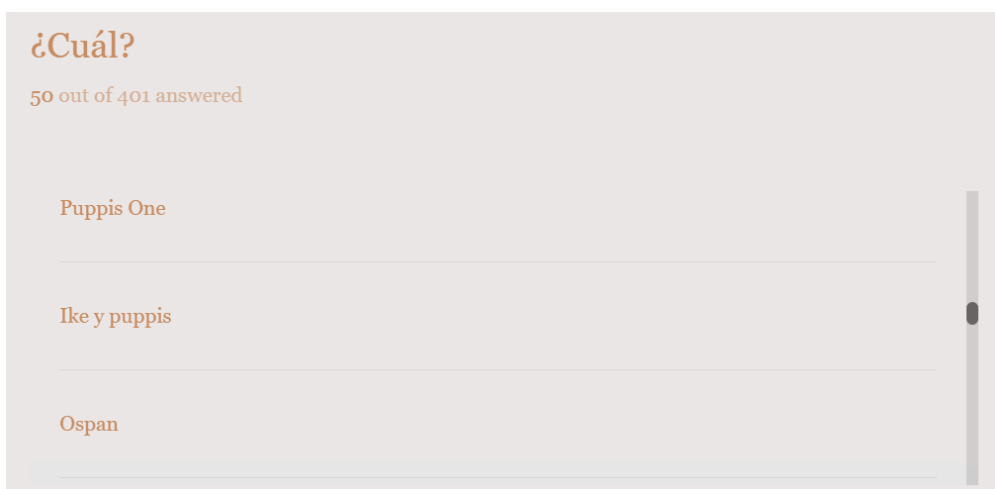 ¿Cuál?
50 out of 401 answered
Puppis One
Ike y puppis
Ospan